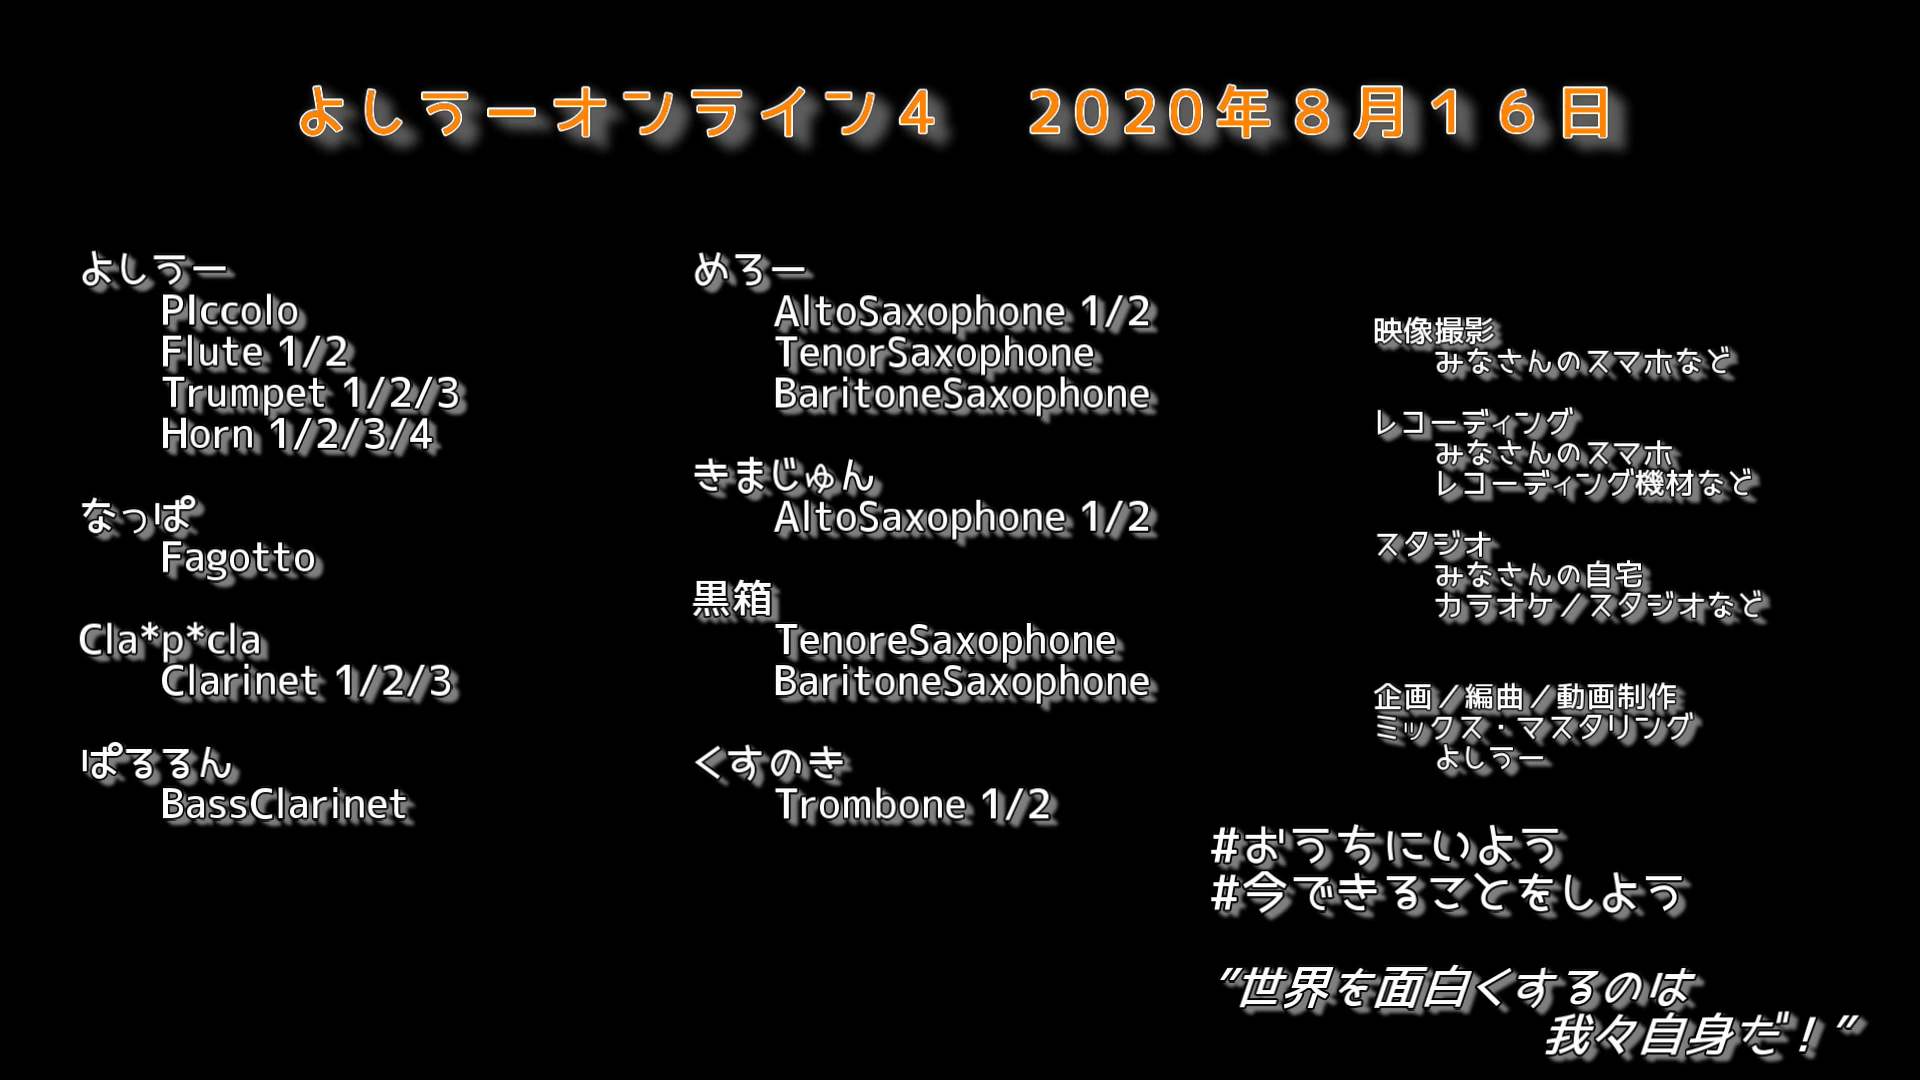 よしうーオンライン４　2020年８月１６日
よしうー
PIccolo
Flute 1/2
Trumpet 1/2/3
Horn 1/2/3/4
なっぱ
Fagotto
Cla*p*cla
Clarinet 1/2/3
ぱるるん
BassClarinet
めろー
AltoSaxophone 1/2
TenorSaxophone
BaritoneSaxophone
きまじゅん
AltoSaxophone 1/2
黒箱
TenoreSaxophone
BaritoneSaxophone
くすのき
Trombone 1/2
映像撮影
みなさんのスマホなど
レコーディング
みなさんのスマホ
レコーディング機材など
スタジオ
みなさんの自宅
カラオケ／スタジオなど
企画／編曲／動画制作
ミックス・マスタリング
よしうー
#おうちにいよう
#今できることをしよう
”世界を面白くするのは
我々自身だ！”